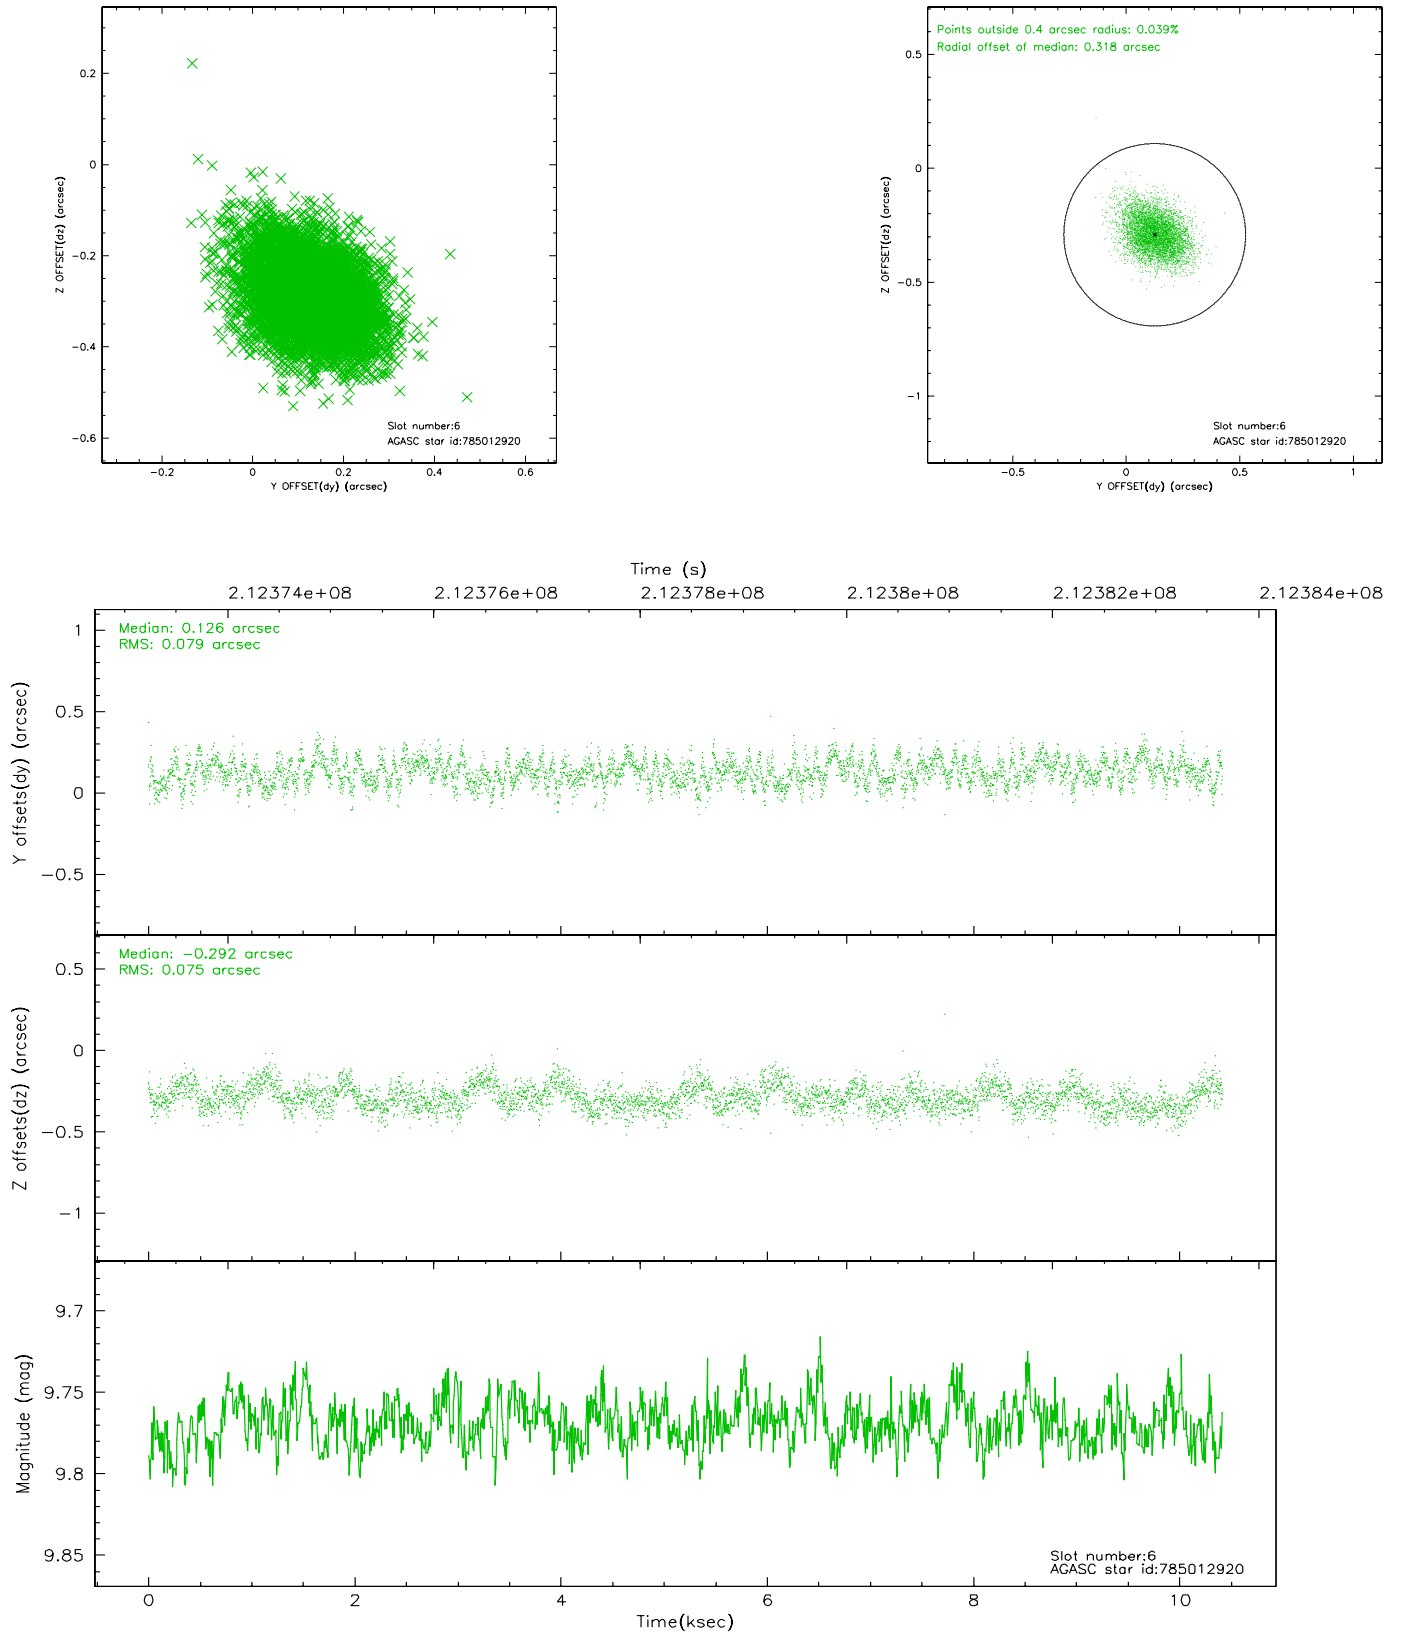 0.2
0
−0.2
−0.4
−0.6
Z OFFSET(dz) (arcsec)
Slot number:6
AGASC star id:785012920
−0.2 0 0.2 0.4 0.6
Y OFFSET(dy) (arcsec)
Points outside 0.4 arcsec radius: 0.039%
Radial offset of median: 0.318 arcsec
0.5
0
−0.5
−1
Z OFFSET(dz) (arcsec)
Slot number:6
AGASC star id:785012920
−0.5 0 0.5 1
Y OFFSET(dy) (arcsec)
Time (s)
2.12374e+08 2.12376e+08 2.12378e+08 2.1238e+08 2.12382e+08 2.12384e+08
Median: 0.126 arcsec
RMS: 0.079 arcsec
1
0.5
0
−0.5
Y offsets(dy) (arcsec)
Median: −0.292 arcsec
RMS: 0.075 arcsec
0.5
0
−0.5
−1
Z offsets(dz) (arcsec)
9.7
9.75
9.8
9.85
Magnitude (mag)
Slot number:6
AGASC star id:785012920
0 2 4 6 8 10
Time(ksec)